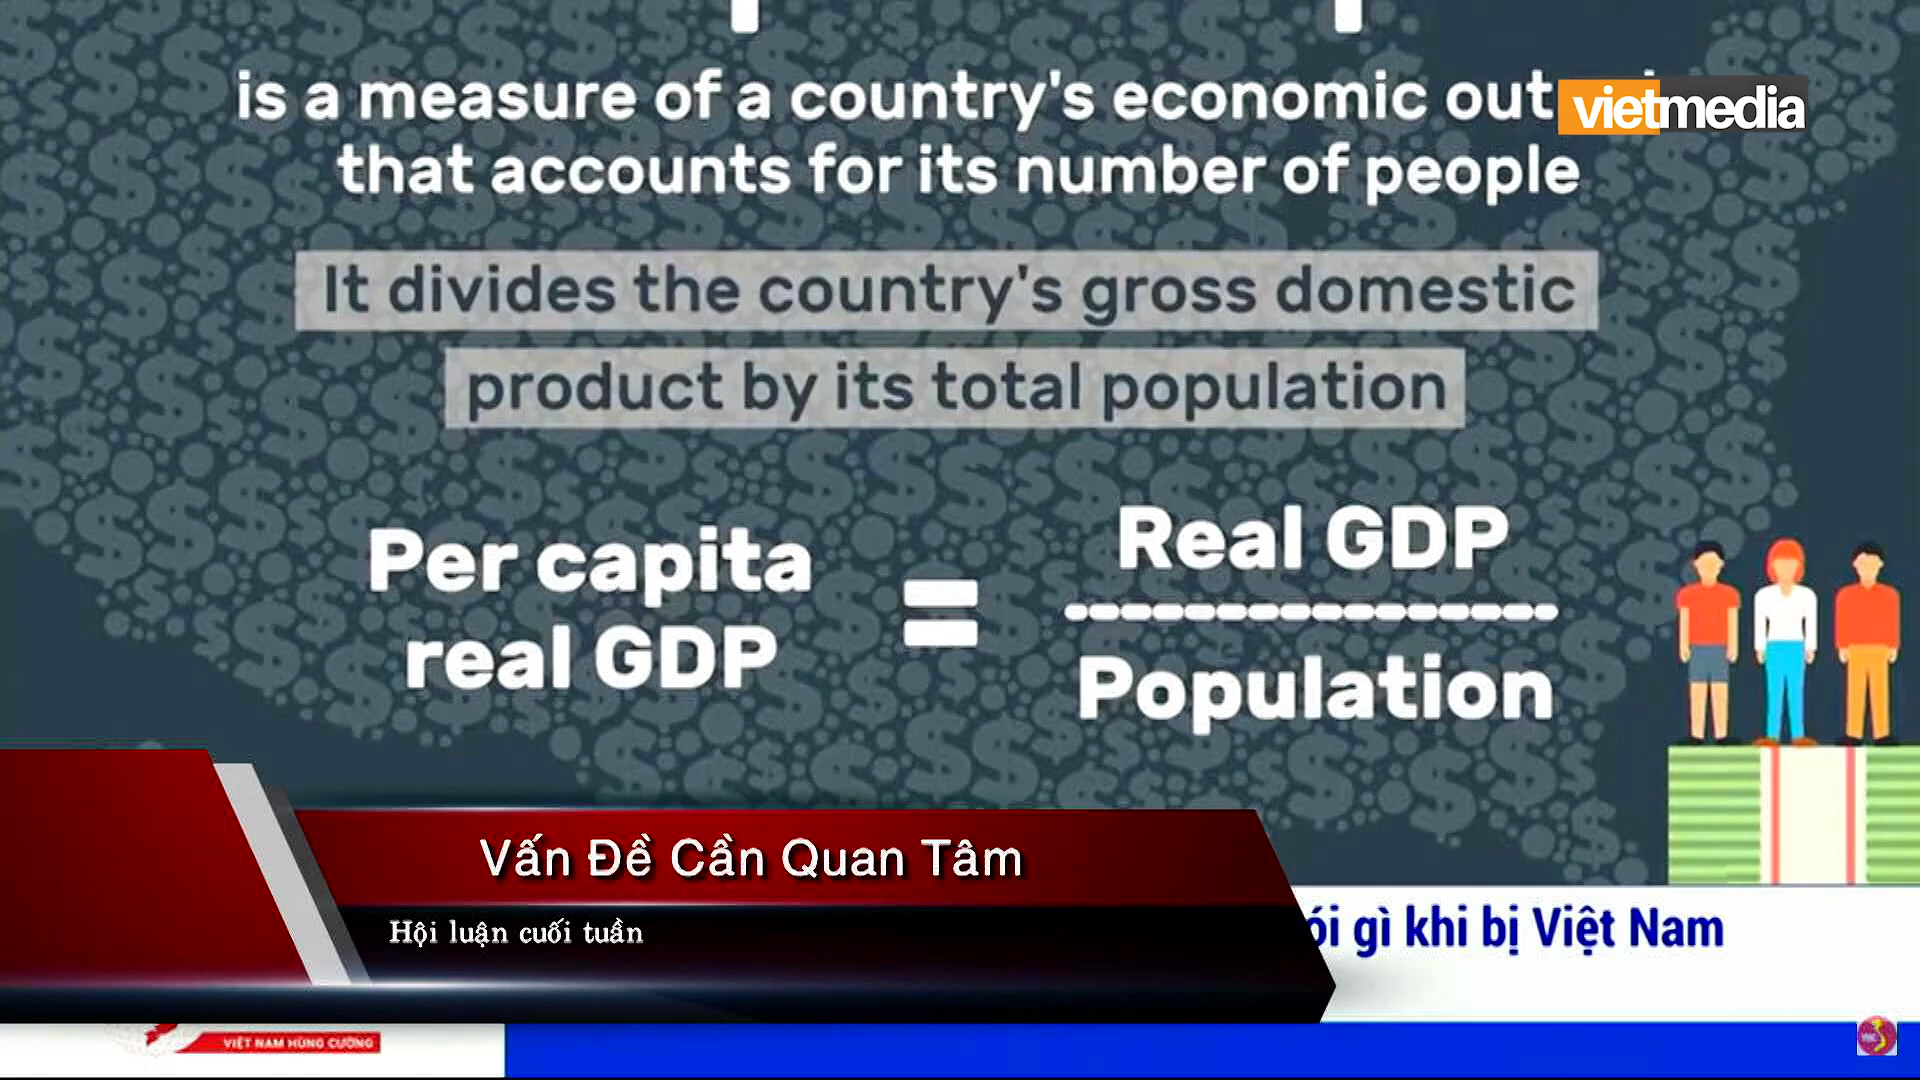 is a measure of a country's economic out
vietmedia
that accounts for its number of people
It divides the country's gross domestic
product by its total population
Per capita
real GDP
=
Real GDP
Population
Vấn Đề Cần Quan Tâm
Hội luận cuối tuần
gì khi bị Việt Nam
VIỆT NAM HÙNG CƯỜNG